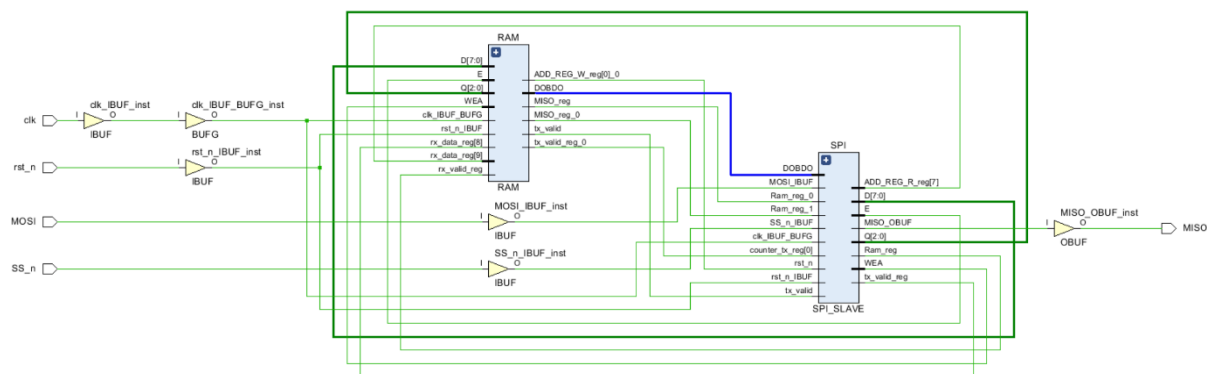 RAM
D[7:0]
E
Q[2:0]
WEA
clk_IBUF_BUFG
rst_n_IBUF
rx_data_reg[8]
rx_data_reg[9]
rx_valid_reg
ADD_REG_W_reg[0]_0
DOBDO
MISO_reg
MISO_reg_0
tx_valid
tx_valid_reg_0
RAM
clk_IBUF_inst
clk
I
O
IBUF
clk_IBUF_BUFG_inst
I
O
BUFG
rst_n_IBUF_inst
rst_n
I
O
IBUF
MOSI
MOSI_IBUF_inst
I
O
IBUF
SS_n
SS_n_IBUF_inst
I
O
IBUF
SPI
DOBDO
MOSI_IBUF
Ram_reg_0
Ram_reg_1
SS_n_IBUF
clk_IBUF_BUFG
counter_tx_reg[0]
rst_n
rst_n_IBUF
tx_valid
ADD_REG_R_reg[7]
D[7:0]
E
MISO_OBUF
Q[2:0]
Ram_reg
WEA
tx_valid_reg
SPI_SLAVE
MISO_OBUF_inst
I
O
OBUF
MISO